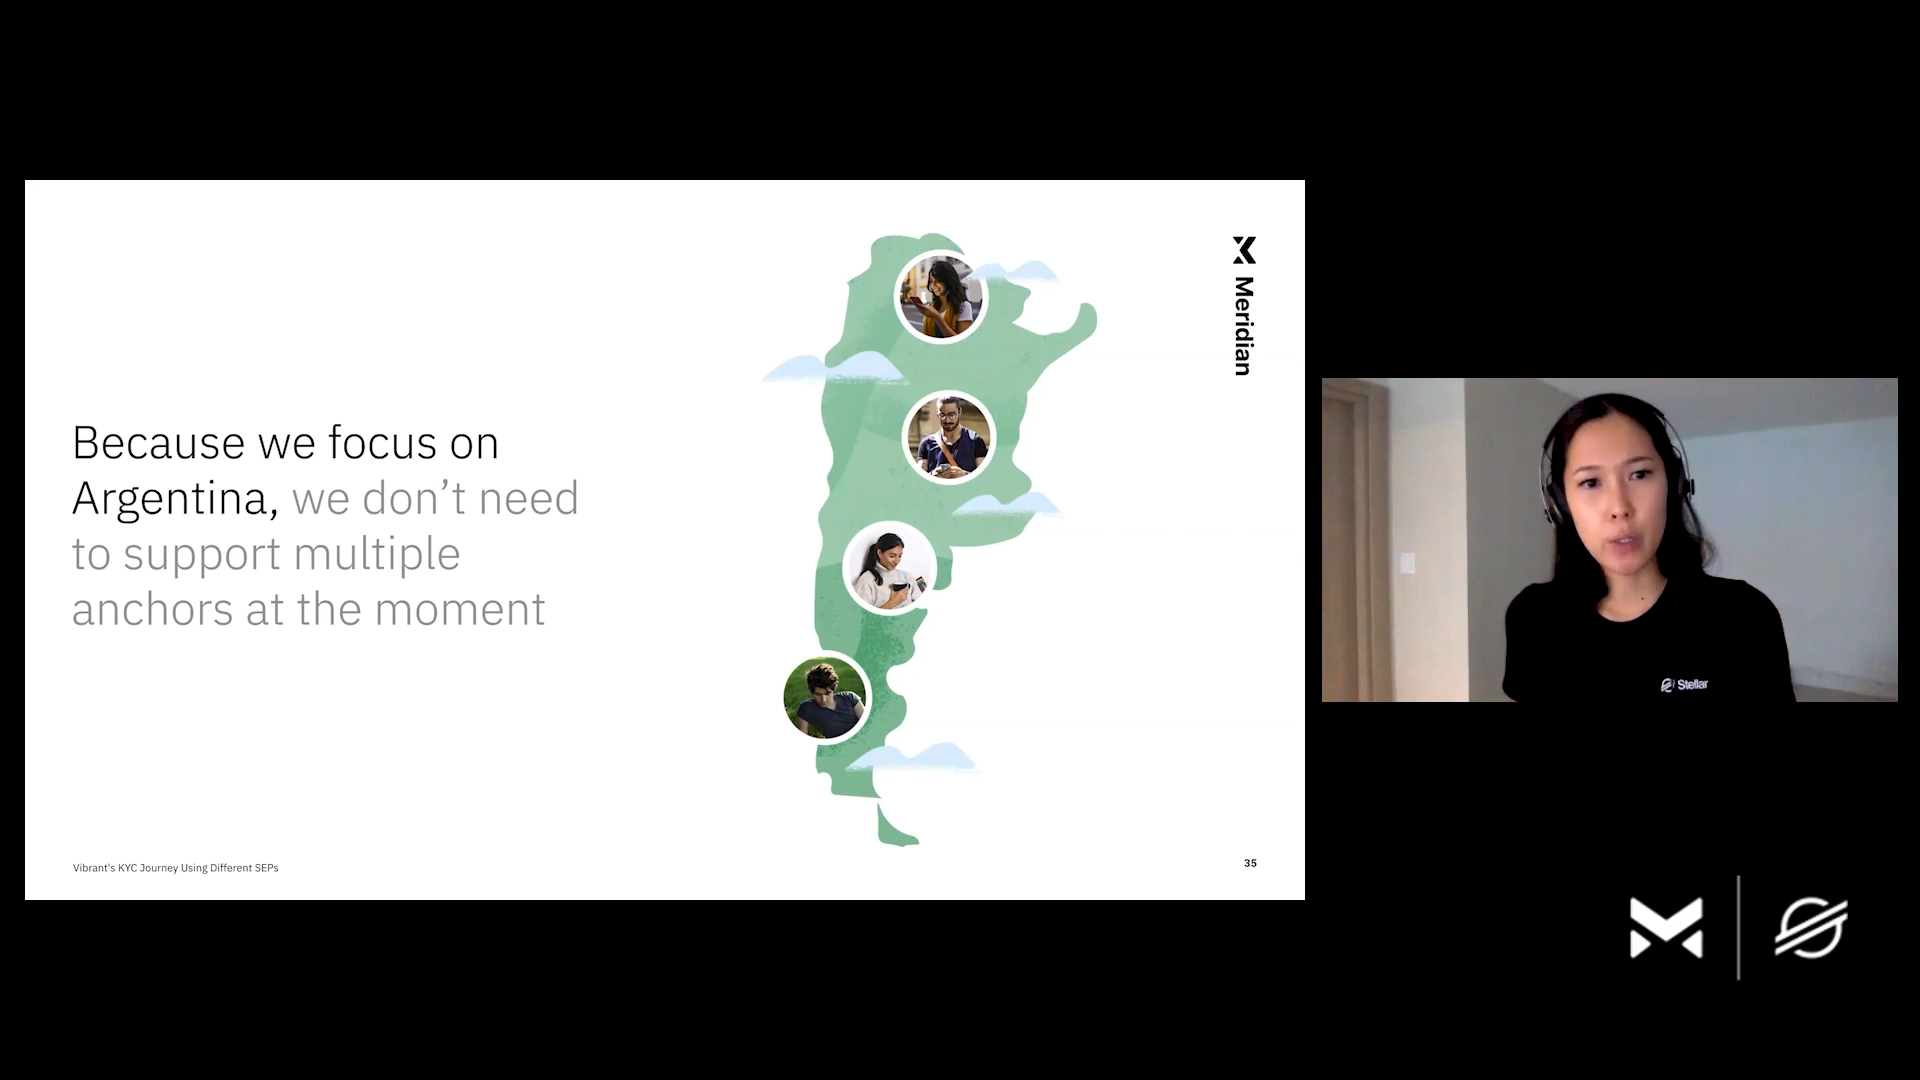 Because we focus on
Argentina, we don’t need
to support multiple
anchors at the moment
Meridian
Vibrant's KYC Journey Using Different SEPs
35
Stellar